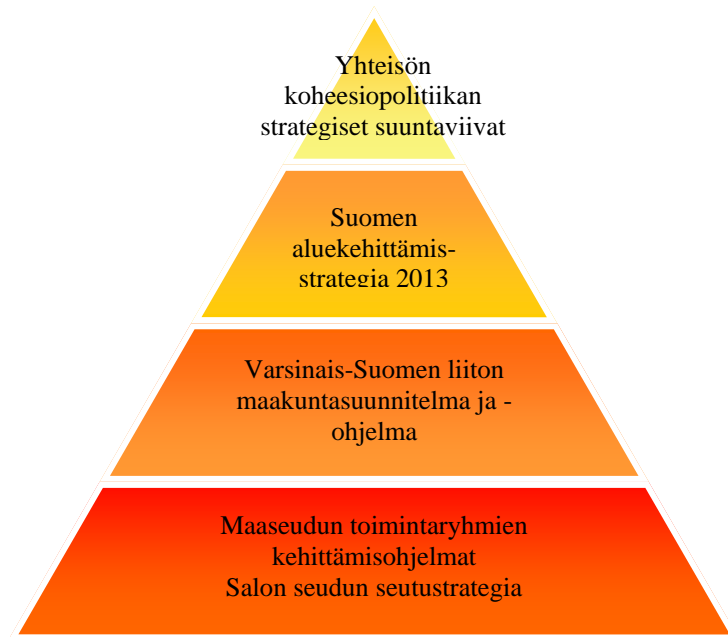 Yhteisön
koheesiopolitiikan
strategiset suuntaviivat
Suomen
aluekehittämis-
strategia 2013
Varsinais-Suomen liiton
maakuntasuunnitelma ja -
ohjelma
Maaseudun toimintaryhmien
kehittämisohjelmat
Salon seudun seutustrategia